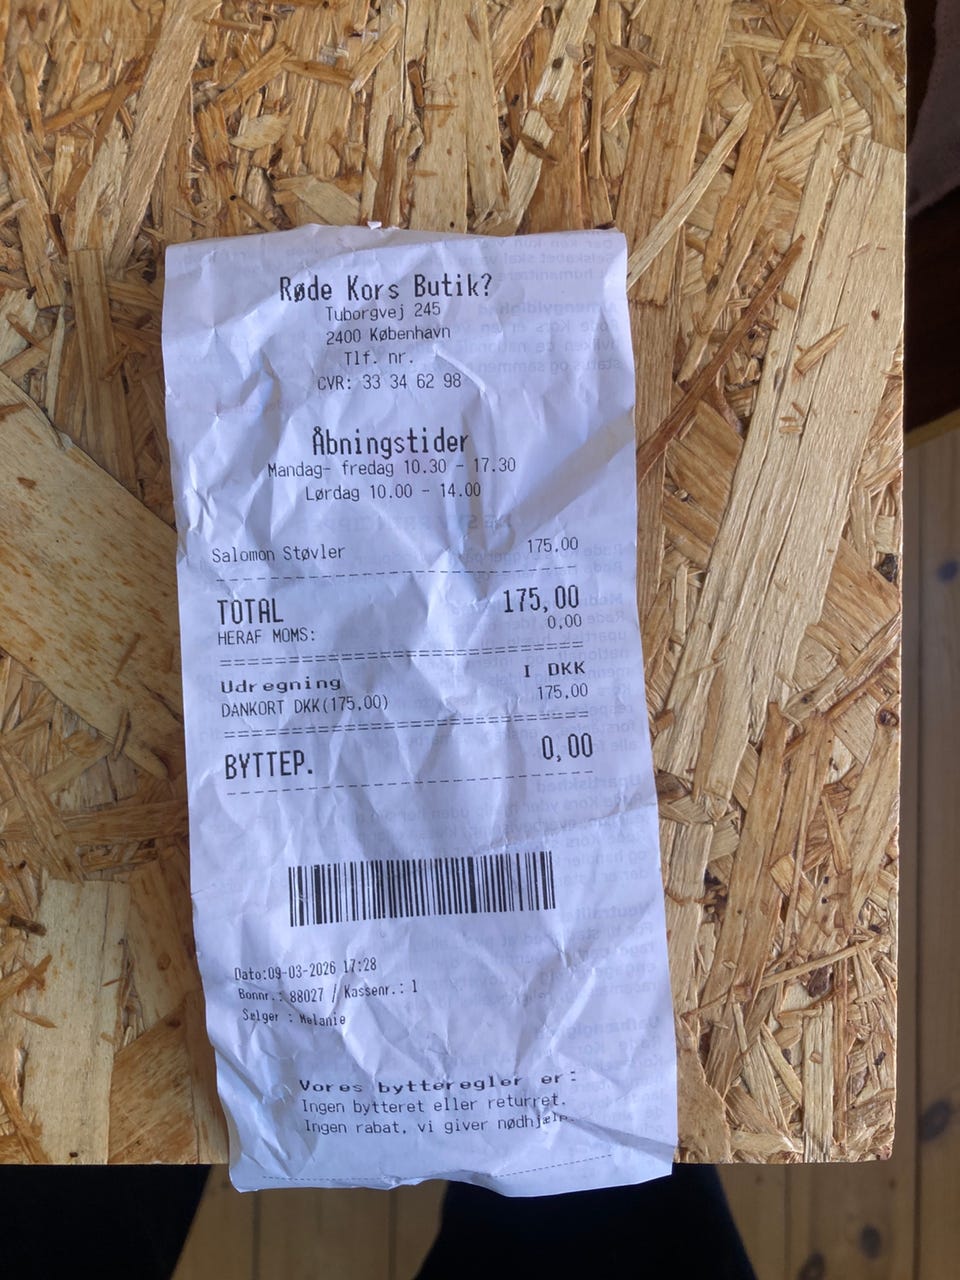 Røde Kors Butik?
Tuborgvej 245
2400 København
Tlf. nr.
CVR: 33 34 62 98
Åbningstider
Mandag- fredag 10.30 - 17.30
Lørdag 10.00 - 14.00
Salomon Støvler 175,00
TOTAL 175,00
HERAF MOMS: 0,00
I DKK
Udregning
DANKORT DKK(175,00) 175,00
BYTTEP. 0,00
Dato:09-03-2026 17:28
Bonnr.: 88027 / Kassenr.: 1
Sælger : Melanie
Vores bytteregler er:
Ingen bytteret eller returret.
Ingen rabat, vi giver nødhjælp.